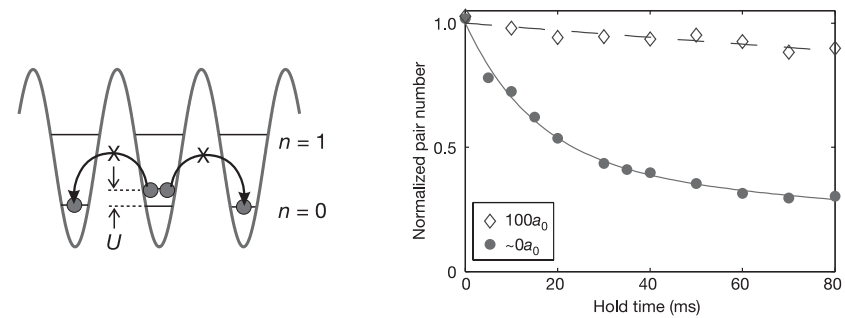 n = 1
n = 0
U
Normalized pair number
1.0
0.5
0
100a₀
~0a₀
0 20 40 60 80
Hold time (ms)